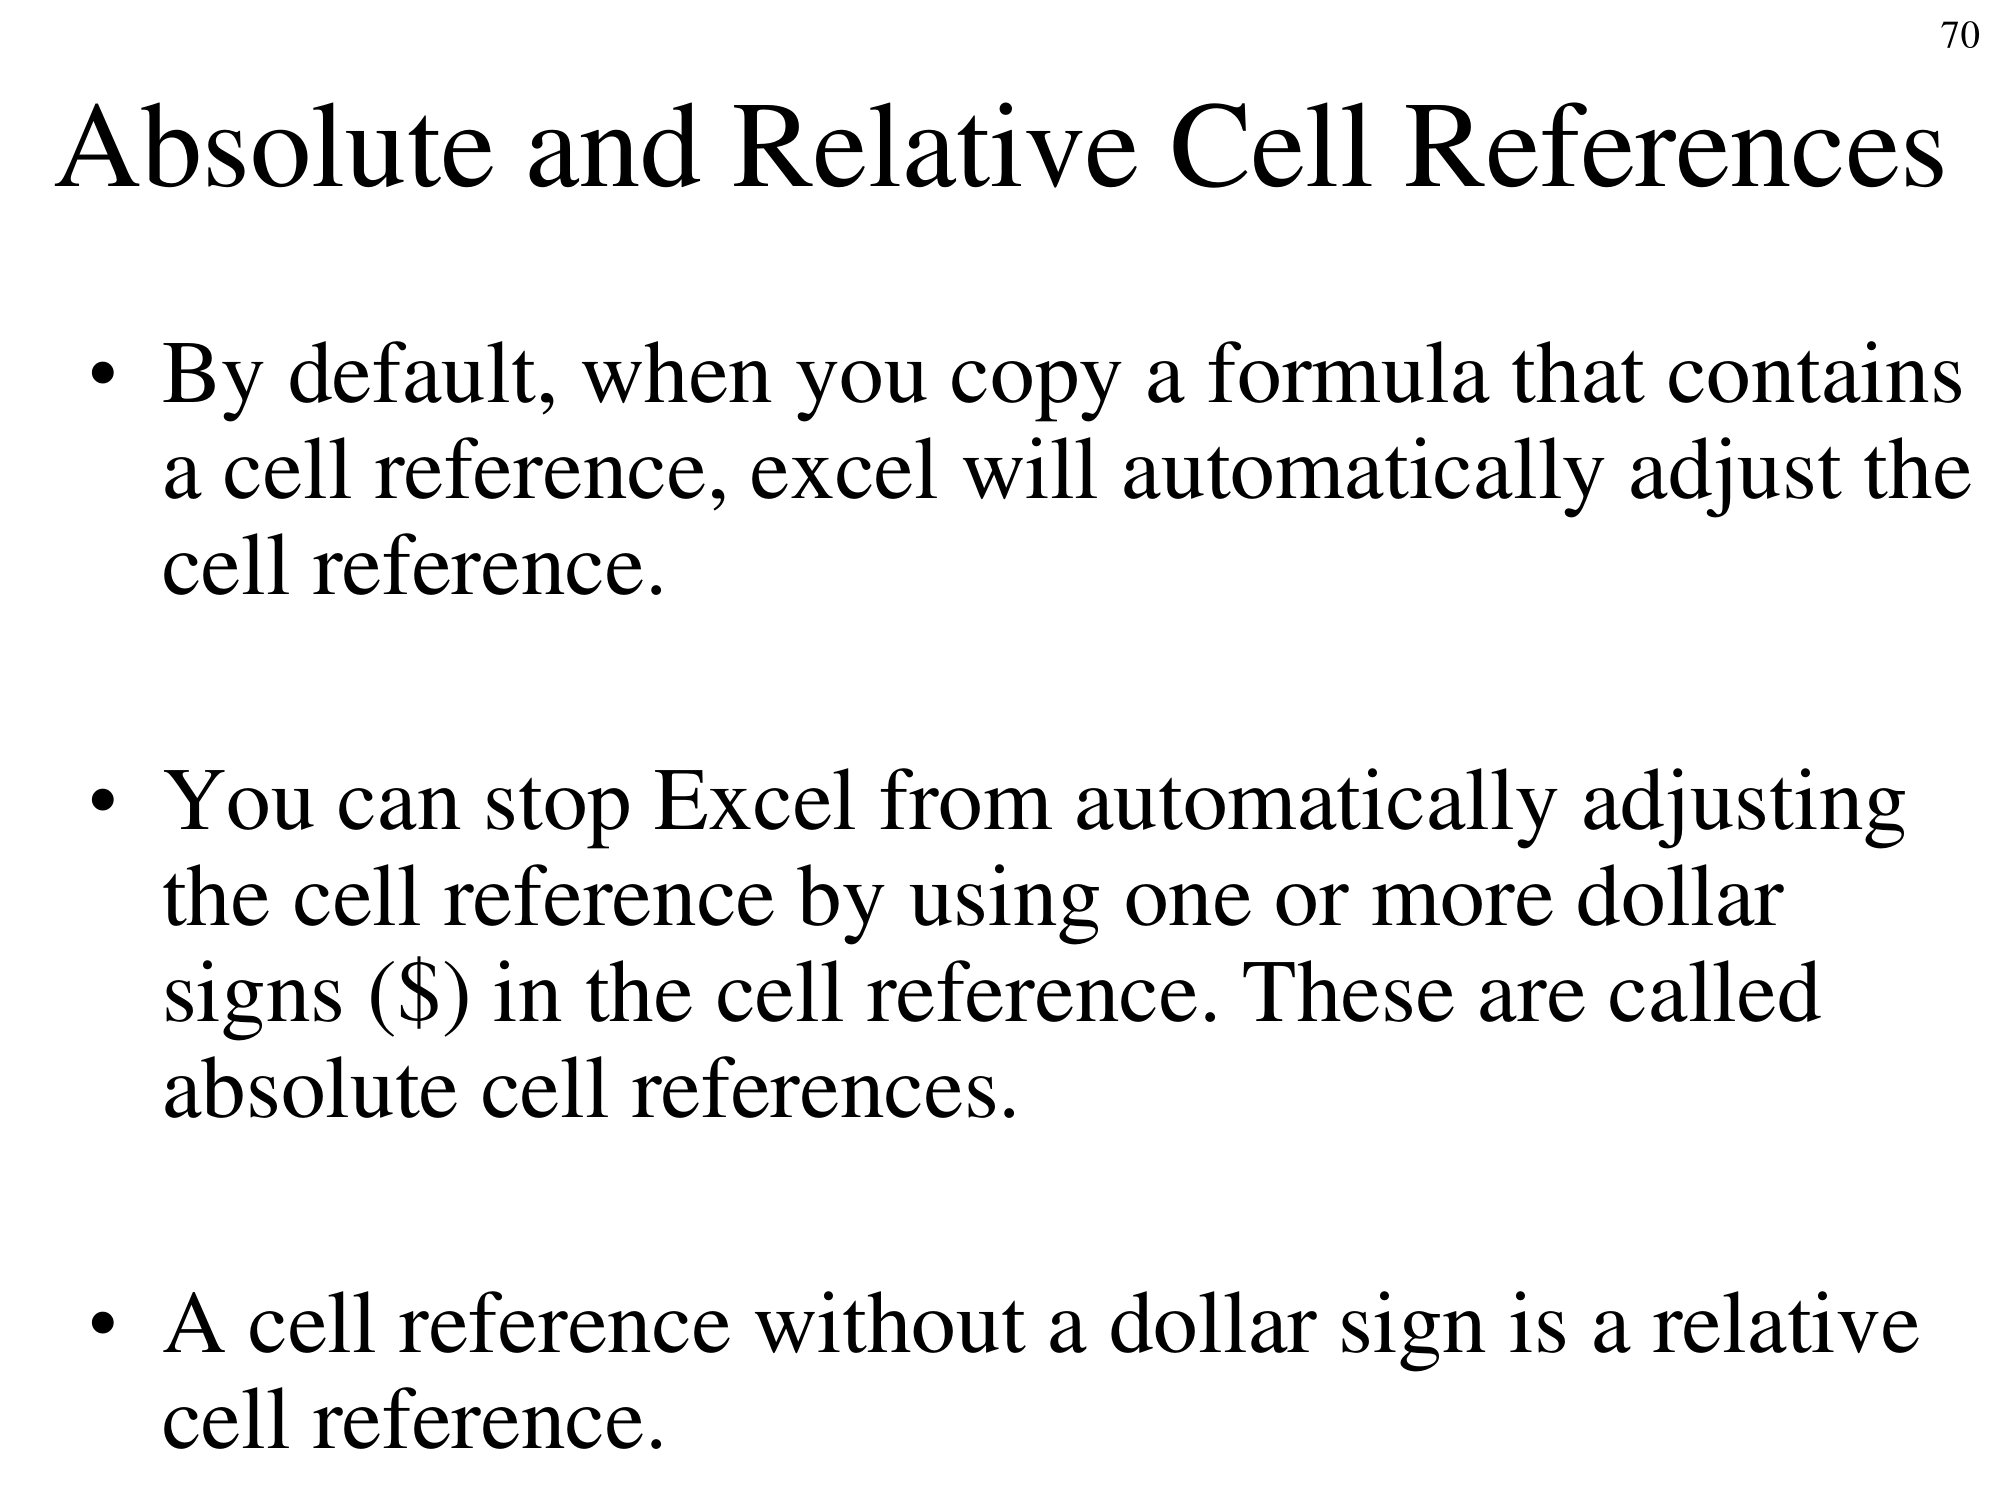 70
Absolute and Relative Cell References
• By default, when you copy a formula that contains
a cell reference, excel will automatically adjust the
cell reference.
• You can stop Excel from automatically adjusting
the cell reference by using one or more dollar
signs ($) in the cell reference. These are called
absolute cell references.
• A cell reference without a dollar sign is a relative
cell reference.